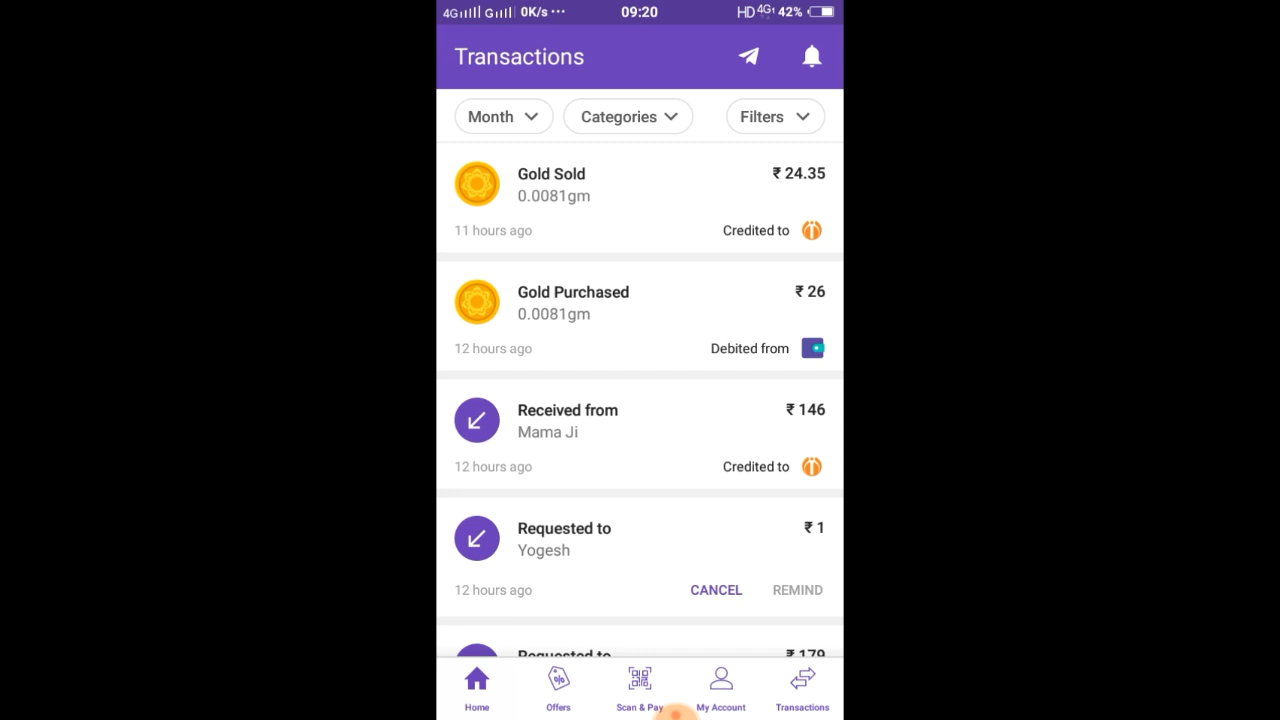 4G G 0K/s ... 09:20 HD 4G 42%
Transactions
Month Categories Filters
Gold Sold ₹ 24.35
0.0081gm
11 hours ago Credited to
Gold Purchased ₹ 26
0.0081gm
12 hours ago Debited from
Received from ₹ 146
Mama Ji
12 hours ago Credited to
Requested to ₹ 1
Yogesh
12 hours ago CANCEL REMIND
Requested to ₹ 179
Home Offers Scan & Pay My Account Transactions